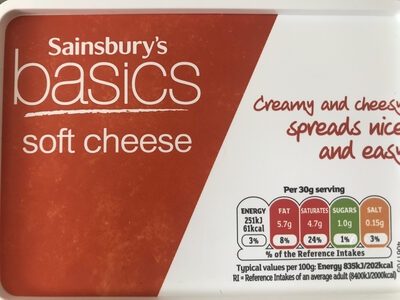 Sainsbury's
basics
soft cheese
Creamy and cheesy
spreads nice
and easy
Per 30g serving
ENERGY FAT SATURATES SUGARS SALT
251kJ
61kcal 5.7g 4.7g 1.0g 0.15g
3% 8% 24% 1% 3%
% of the Reference Intakes
Typical values per 100g: Energy 835kJ/202kcal
RI = Reference Intakes of an average adult (8400kJ/2000kcal)